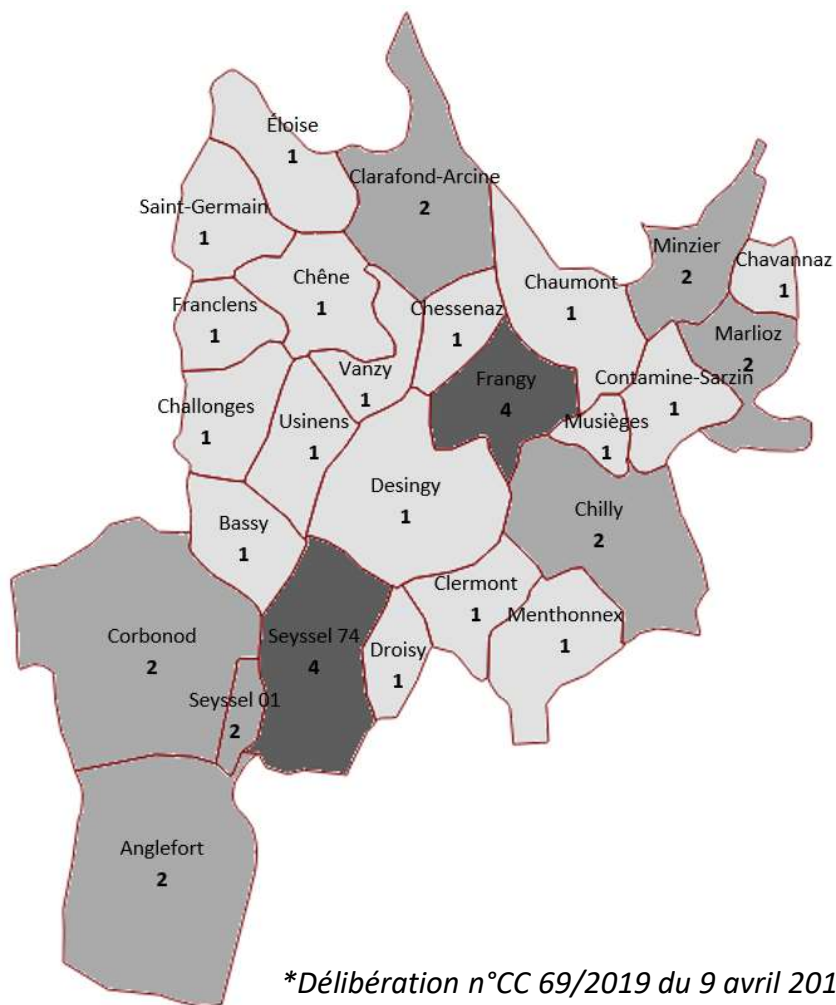 Éloise
1
Clarafond-Arcine
2
Saint-Germain
1
Minzier
2
Chavannaz
1
Chêne
1
Chaumont
1
Franclens
1
Chessenaz
1
Marlioz
2
Vanzy
1
Frangy
4
Contamine-Sarzin
1
Challonges
1
Usinens
1
Musièges
1
Desingy
1
Chilly
2
Bassy
1
Clermont
1
Menthonnex
1
Corbonod
2
Seyssel 74
4
Droisy
1
Seyssel 01
2
Anglefort
2
*Délibération n°CC 69/2019 du 9 avril 201